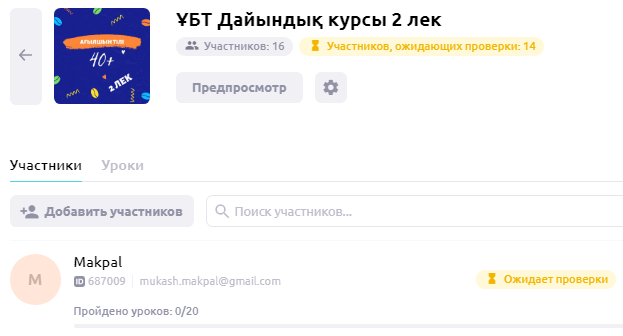 ҰБТ Дайындық курсы 2 лек
Участников: 16
Участников, ожидающих проверки: 14
АҒЫЛШЫН ТІЛІ
40+
2 ЛЕК
Предпросмотр
Участники
Уроки
Добавить участников
Поиск участников...
M
Makpal
ID 687009
mukash.makpal@gmail.com
Ожидает проверки
Пройдено уроков: 0/20